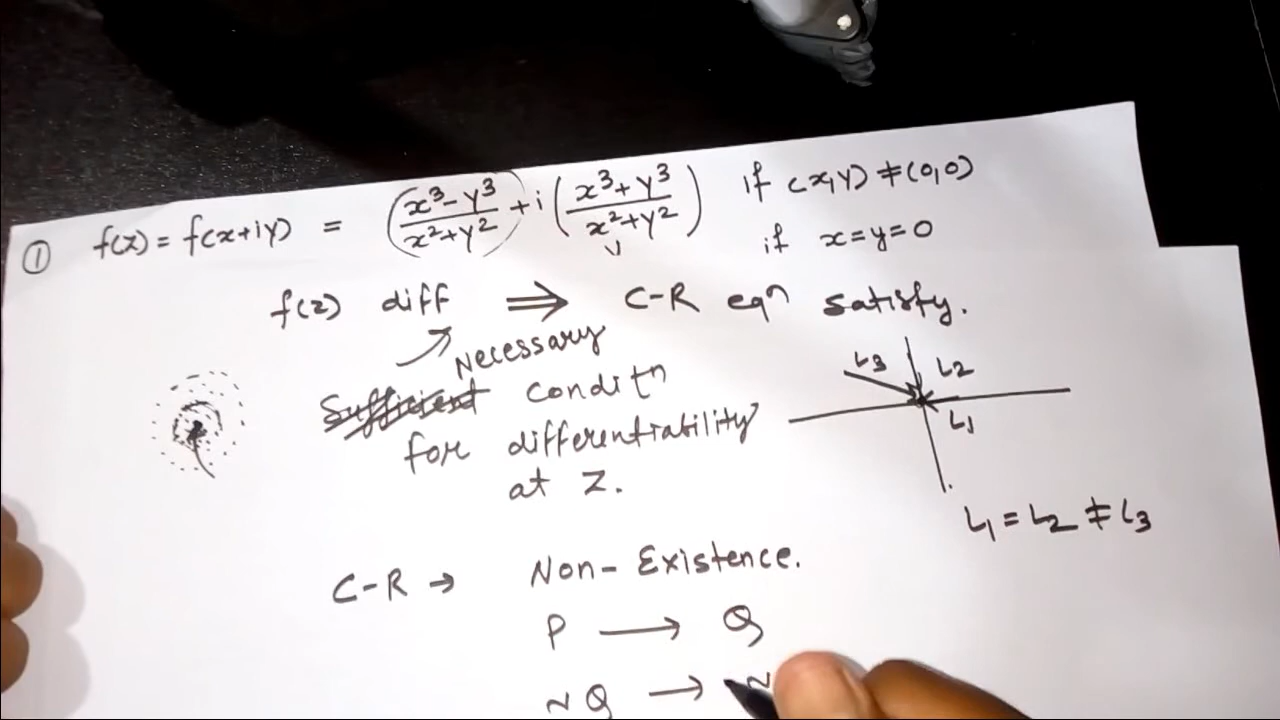 ① f(z) = f(x+iy) = (x³-y³/x²+y²) + i (x³+y³/x²+y²) if (x,y) ≠ (0,0)
v
if x=y=0
f(z) diff ⇒ C-R eqⁿ satisfy.
Necessary
Sufficient conditⁿ
for differentiability
at z.
L3 L2
L1
L1 = L2 ≠ L3
C-R → Non-Existence.
P → Q
~Q → ~